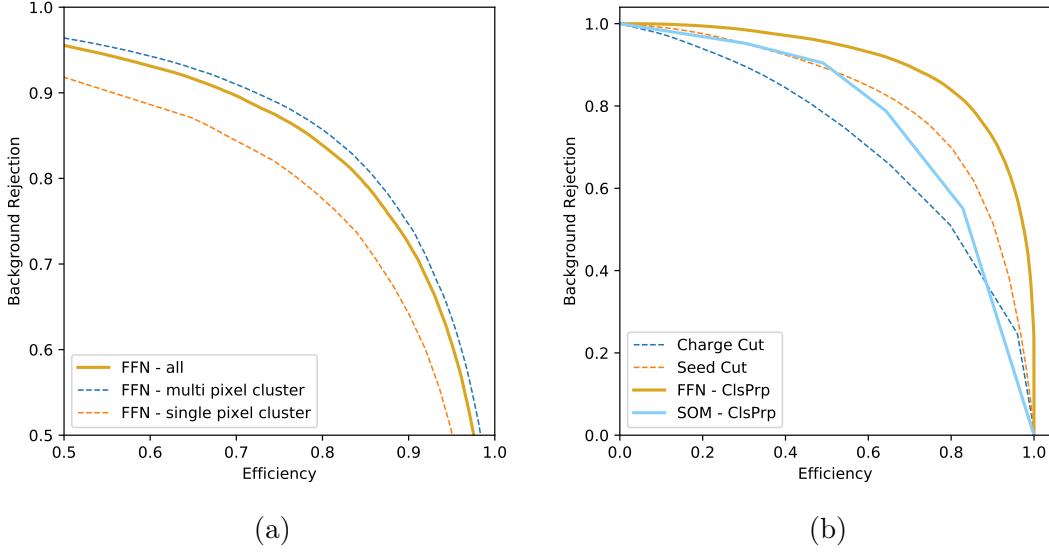 1.0
0.9
0.8
0.7
0.6
0.5
Background Rejection
FFN - all
FFN - multi pixel cluster
FFN - single pixel cluster
0.5 0.6 0.7 0.8 0.9 1.0
Efficiency
(a)
1.0
0.8
0.6
0.4
0.2
0.0
Background Rejection
Charge Cut
Seed Cut
FFN - ClsPrp
SOM - ClsPrp
0.0 0.2 0.4 0.6 0.8 1.0
Efficiency
(b)